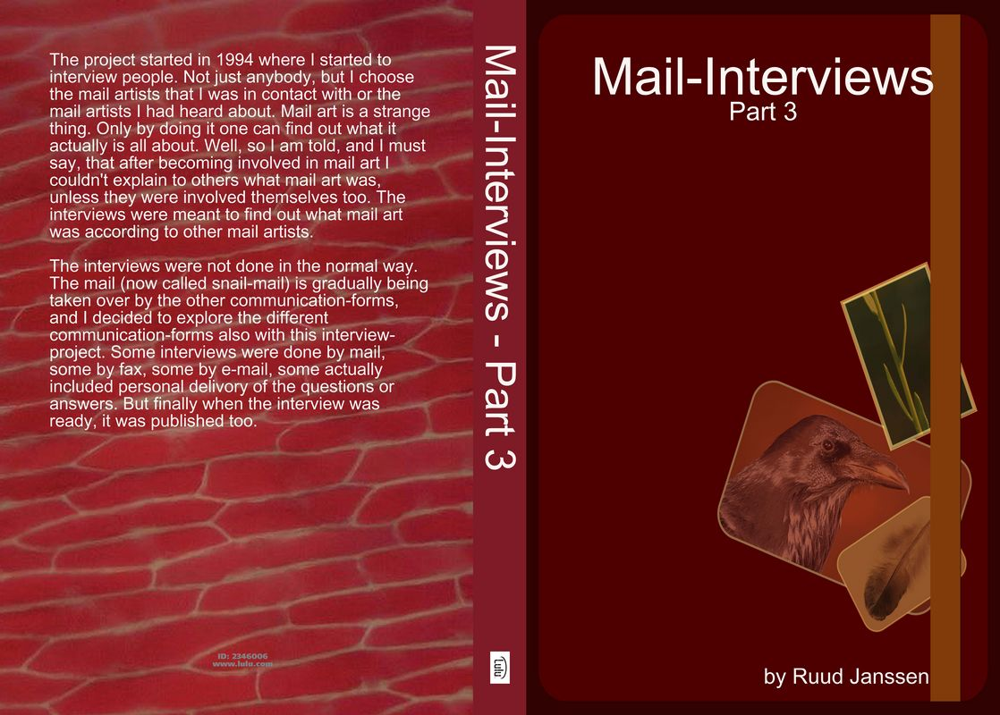 The project started in 1994 where I started to
interview people. Not just anybody, but I choose
the mail artists that I was in contact with or the
mail artists I had heard about. Mail art is a strange
thing. Only by doing it one can find out what it
actually is all about. Well, so I am told, and I must
say, that after becoming involved in mail art I
couldn't explain to others what mail art was,
unless they were involved themselves too. The
interviews were meant to find out what mail art
was according to other mail artists.
The interviews were not done in the normal way.
The mail (now called snail-mail) is gradually being
taken over by the other communication-forms,
and I decided to explore the different
communication-forms also with this interview-
project. Some interviews were done by mail,
some by fax, some by e-mail, some actually
included personal delivory of the questions or
answers. But finally when the interview was
ready, it was published too.
ID: 2346006
www.lulu.com
Mail-Interviews - Part 3
Lulu
Mail-Interviews
Part 3
by Ruud Janssen